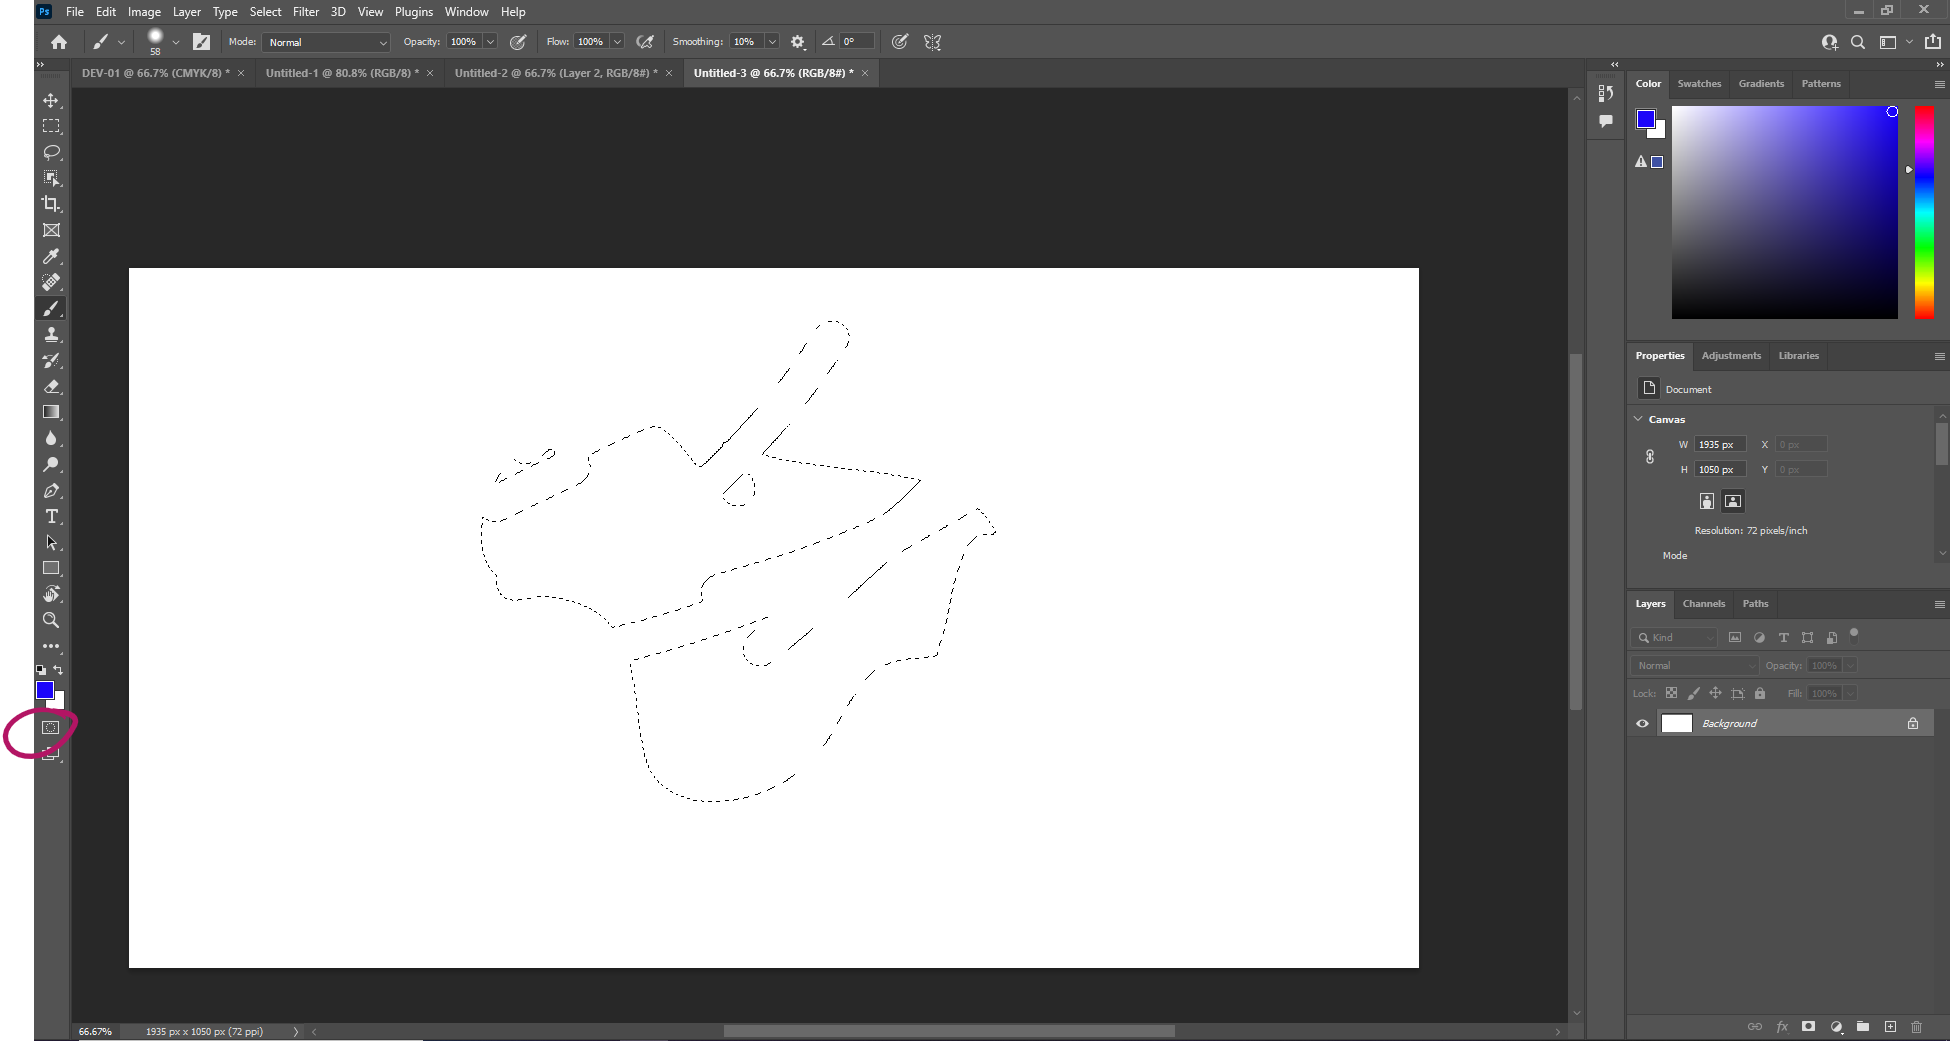 Ps File Edit Image Layer Type Select Filter 3D View Plugins Window Help
58 Mode: Normal Opacity: 100% Flow: 100% Smoothing: 10% 0°
DEV-01 @ 66.7% (CMYK/8) * × Untitled-1 @ 80.8% (RGB/8) * × Untitled-2 @ 66.7% (Layer 2, RGB/8#) * × Untitled-3 @ 66.7% (RGB/8#) * ×
Color Swatches Gradients Patterns
Properties Adjustments Libraries
Document
Canvas
W 1935 px X 0 px
H 1050 px Y 0 px
Resolution: 72 pixels/inch
Mode
Layers Channels Paths
Kind
Normal Opacity: 100%
Lock: Fill: 100%
Background
fx
66.67% 1935 px x 1050 px (72 ppi)